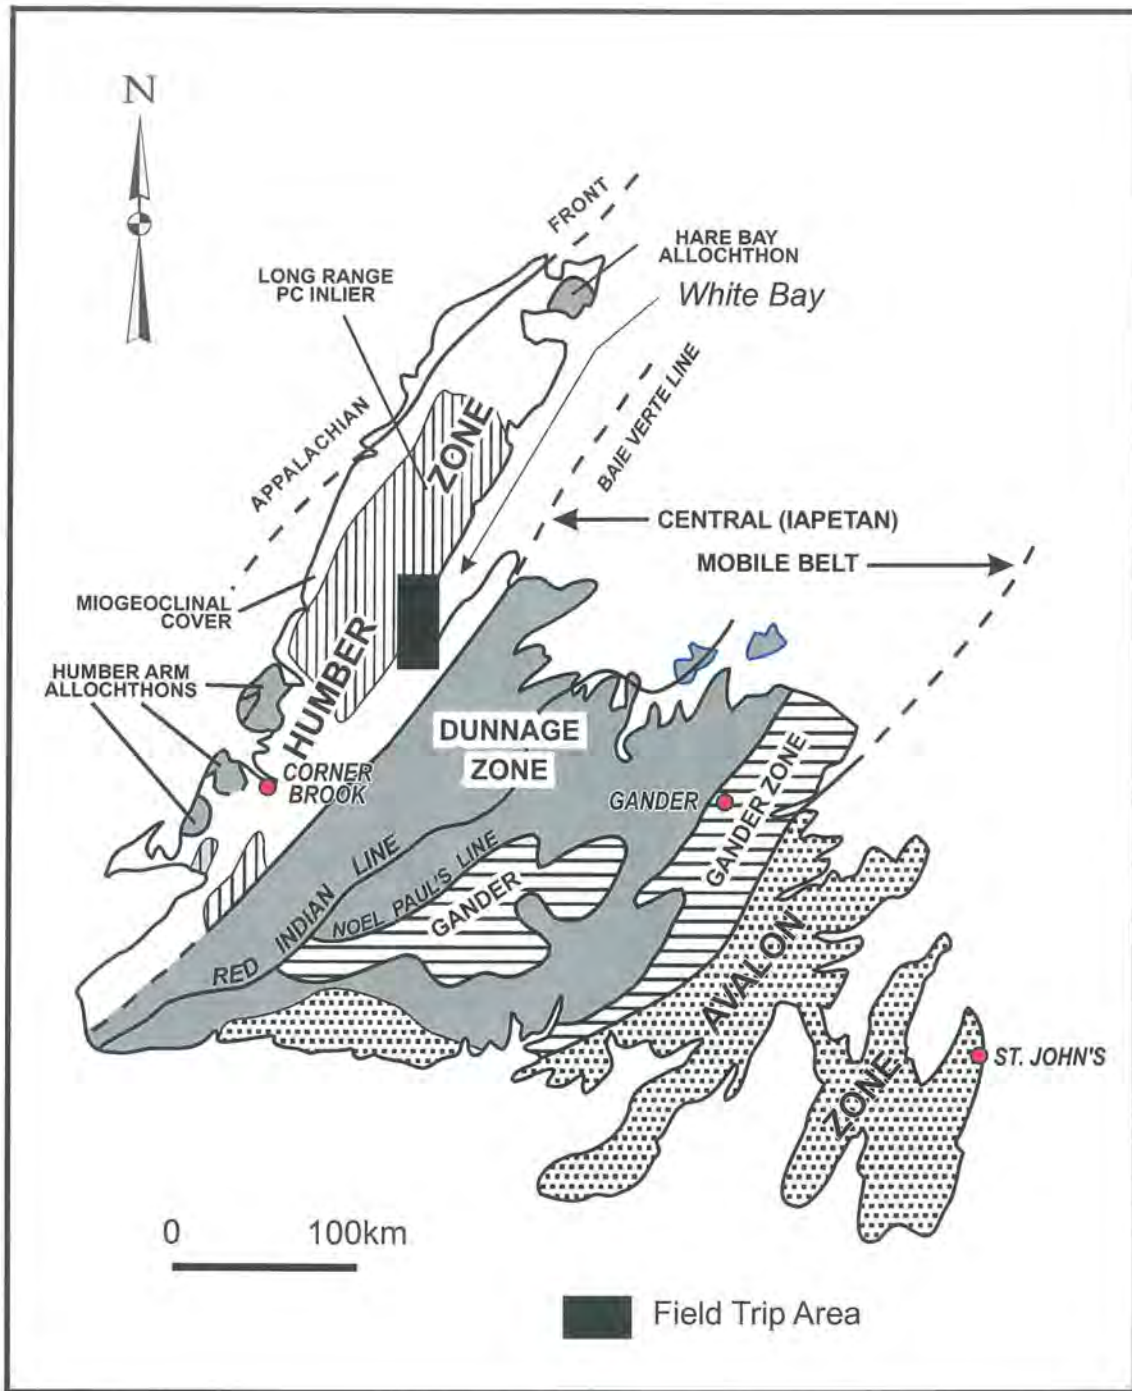 N
FRONT
HARE BAY
ALLOCHTHON
White Bay
LONG RANGE
PC INLIER
APPALACHIAN
ZONE
BAIE VERTE LINE
CENTRAL (IAPETAN)
MOBILE BELT
MIOGEOCLINAL
COVER
HUMBER
HUMBER ARM
ALLOCHTHONS
DUNNAGE
ZONE
CORNER
BROOK
GANDER
GANDER ZONE
RED INDIAN LINE
NOEL PAUL'S LINE
GANDER
AVALON
ZONE
ST. JOHN'S
0 100km
Field Trip Area